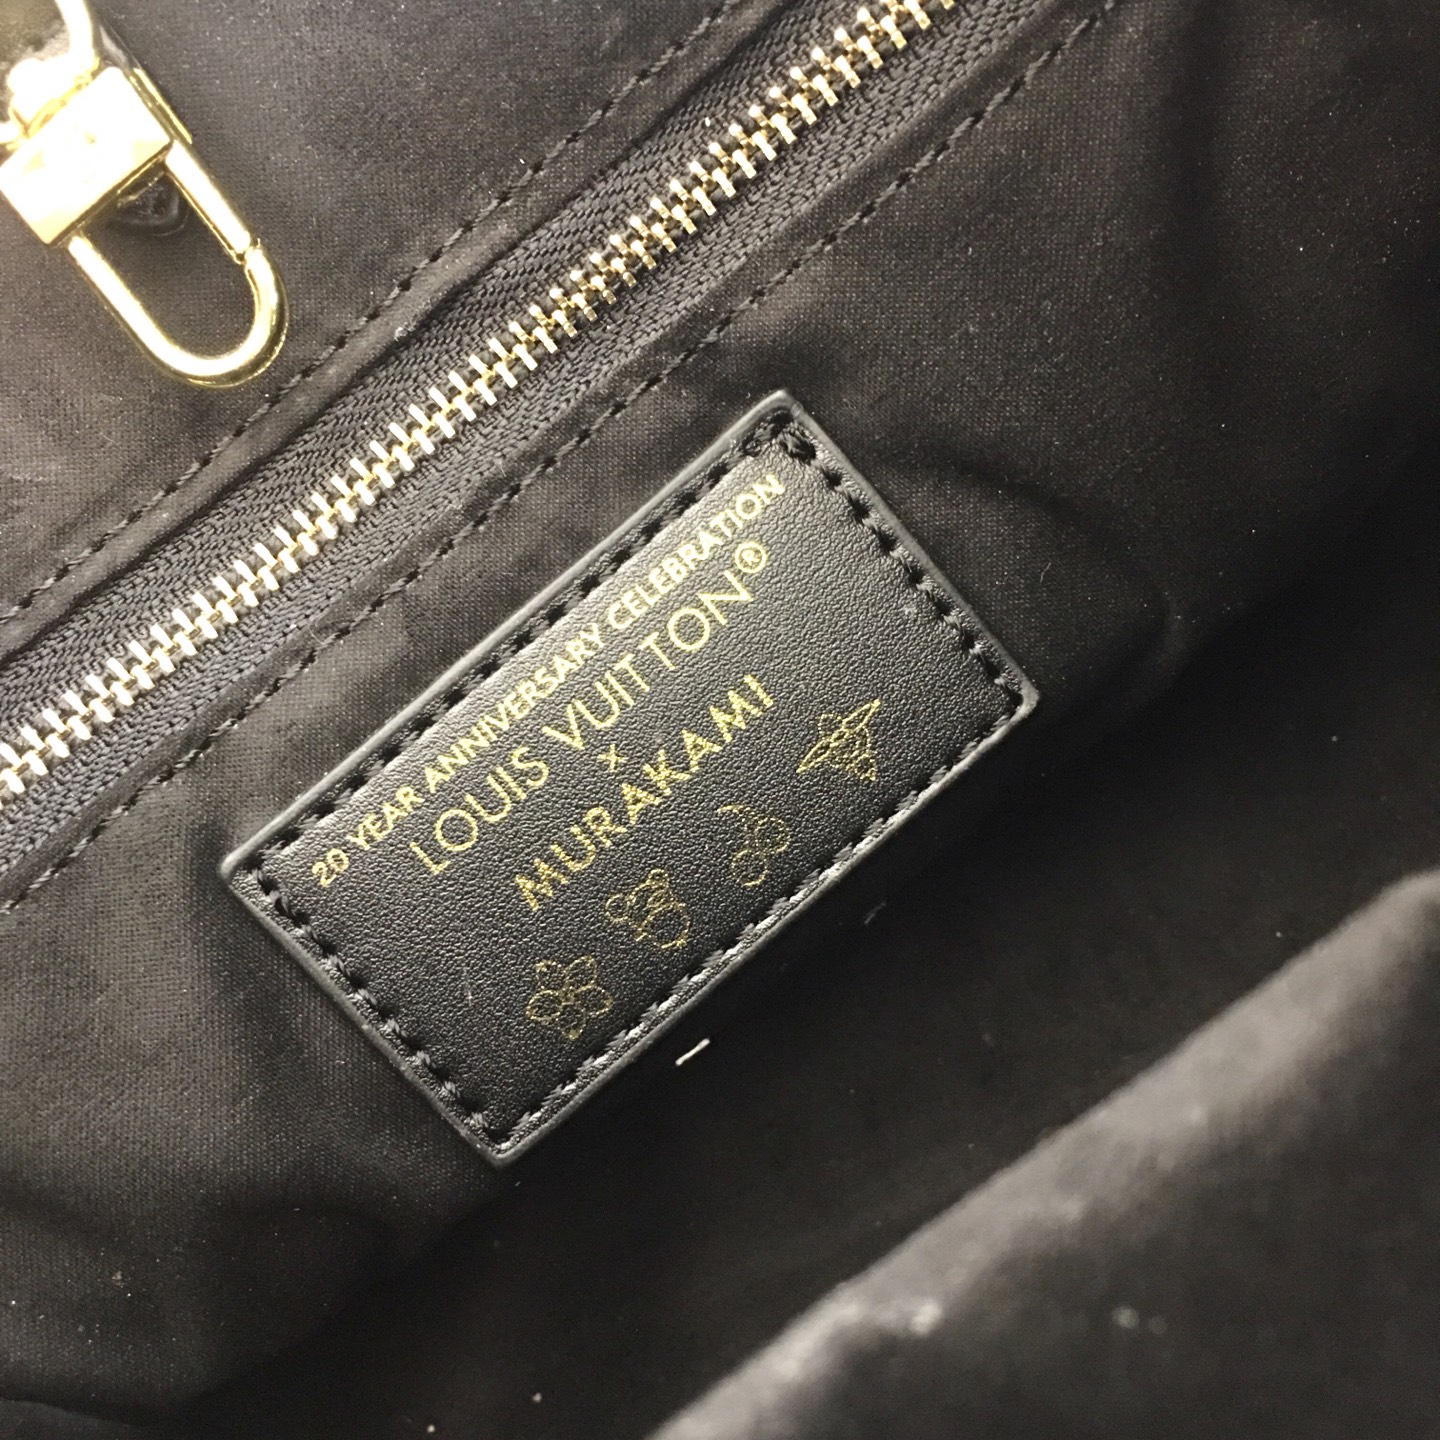 20 YEAR ANNIVERSARY CELEBRATION
LOUIS VUITTON®
×
MURAKAMI